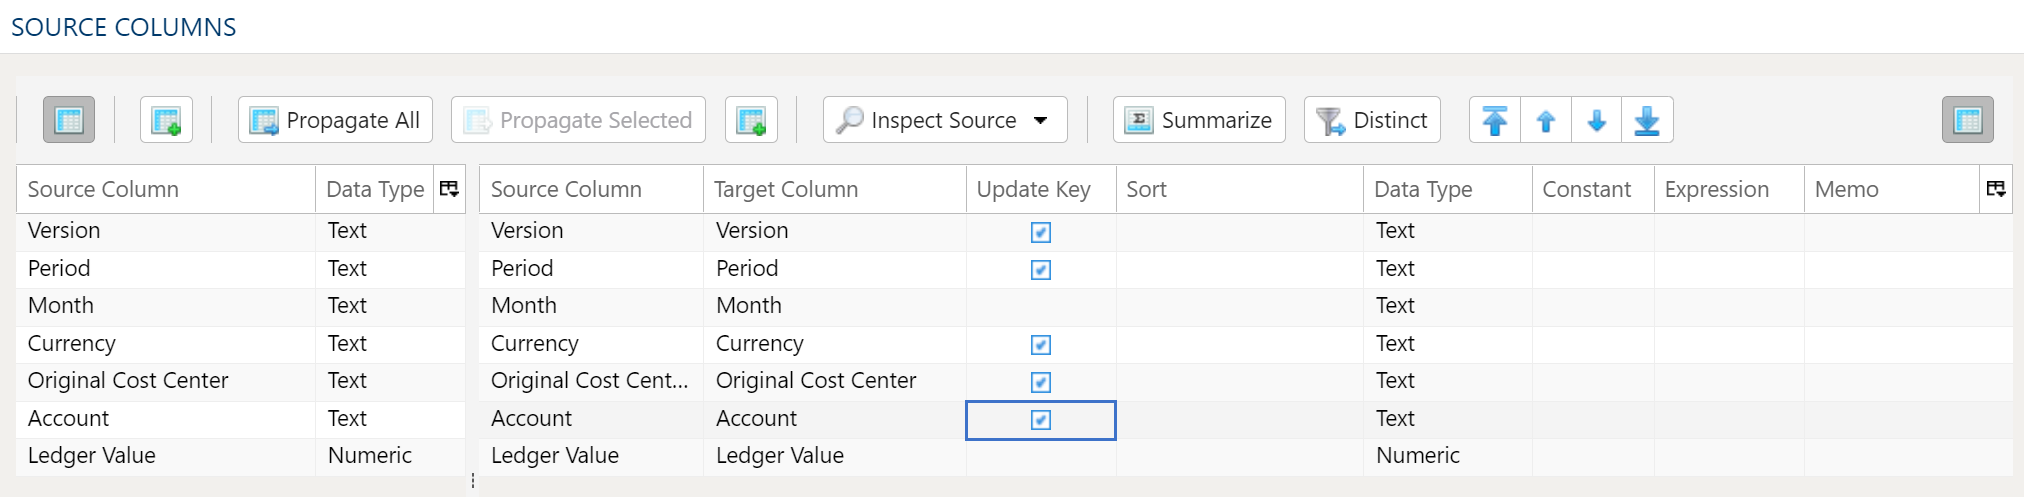 SOURCE COLUMNS
Propagate All Propagate Selected Inspect Source Summarize Distinct
Source Column Data Type Source Column Target Column Update Key Sort Data Type Constant Expression Memo
Version Text Version Version Text
Period Text Period Period Text
Month Text Month Month Text
Currency Text Currency Currency Text
Original Cost Center Text Original Cost Cent... Original Cost Center Text
Account Text Account Account Text
Ledger Value Numeric Ledger Value Ledger Value Numeric